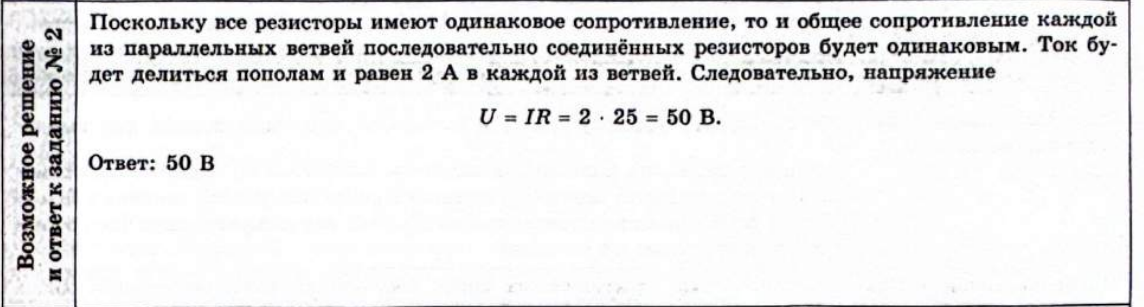 Возможное решение
и ответ к заданию № 2
Поскольку все резисторы имеют одинаковое сопротивление, то и общее сопротивление каждой
из параллельных ветвей последовательно соединённых резисторов будет одинаковым. Ток бу-
дет делиться пополам и равен 2 А в каждой из ветвей. Следовательно, напряжение
U = IR = 2 · 25 = 50 В.
Ответ: 50 В